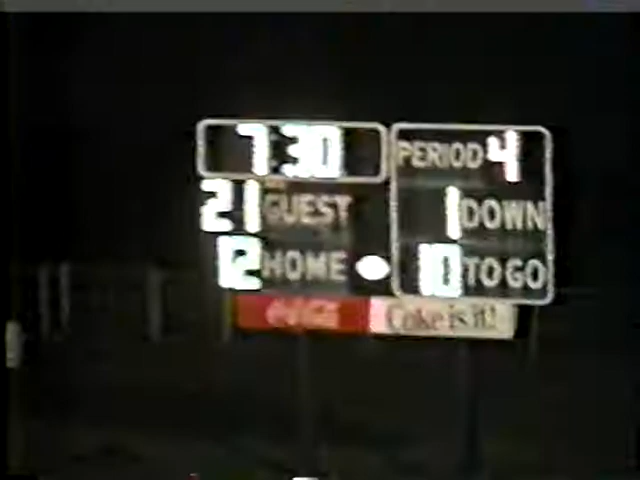 7:30
PERIOD 4
21 GUEST
1 DOWN
12 HOME
10 TO GO
Coca-Cola
Coke is it!